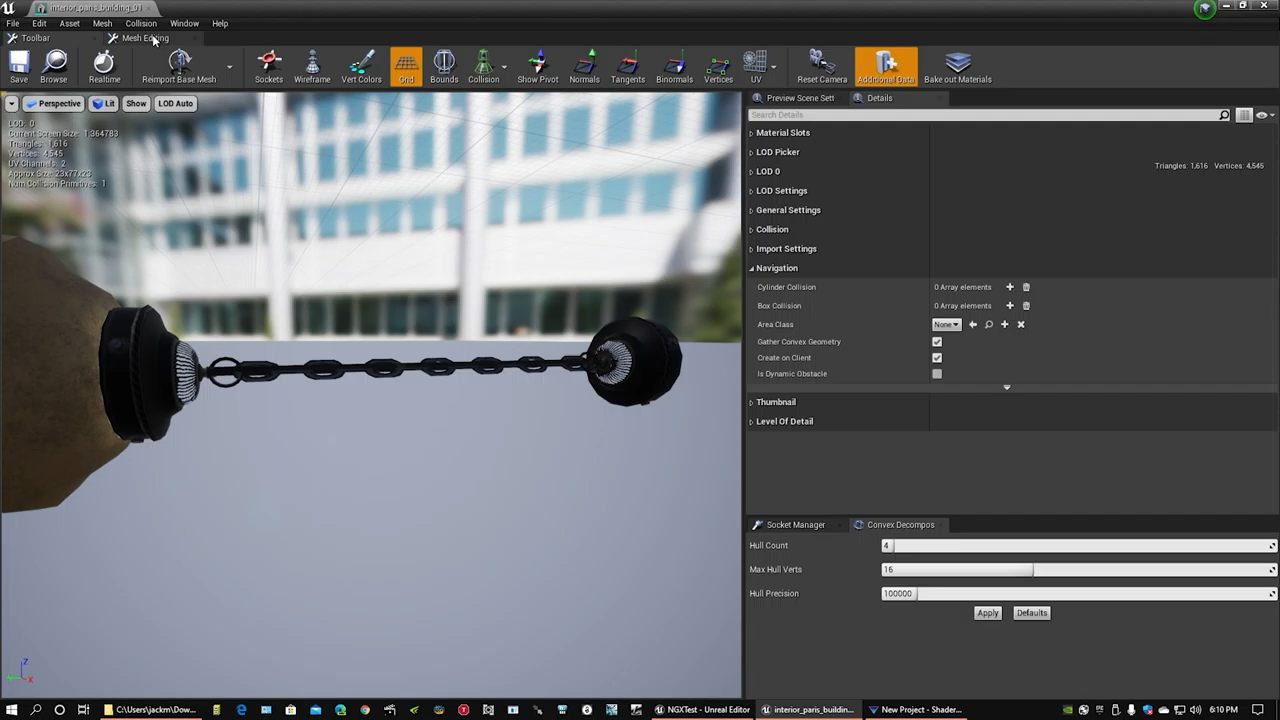 interior_paris_building_01
File Edit Asset Mesh Collision Window Help
Toolbar Mesh Editing
Save Browse Realtime Reimport Base Mesh Sockets Wireframe Vert Colors Grid Bounds Collision Show Pivot Normals Tangents Binormals Vertices UV Reset Camera Additional Data Bake out Materials
Perspective Lit Show LOD Auto
LOD: 0
Current Screen Size: 1.364783
Triangles: 1,616
Vertices: 4,545
UV Channels: 2
Approx Size: 23x77x23
Num Collision Primitives: 1
Z
X
Preview Scene Sett Details
Search Details
Material Slots
LOD Picker
Triangles: 1,616 Vertices: 4,545
LOD 0
LOD Settings
General Settings
Collision
Import Settings
Navigation
Cylinder Collision 0 Array elements
Box Collision 0 Array elements
Area Class None
Gather Convex Geometry
Create on Client
Is Dynamic Obstacle
Thumbnail
Level Of Detail
Socket Manager Convex Decompos
Hull Count 4
Max Hull Verts 16
Hull Precision 100000
Apply Defaults
C:\Users\jackrn\Dow... NGXTest - Unreal Editor interior_paris_buildin... New Project - Shader... 6:10 PM